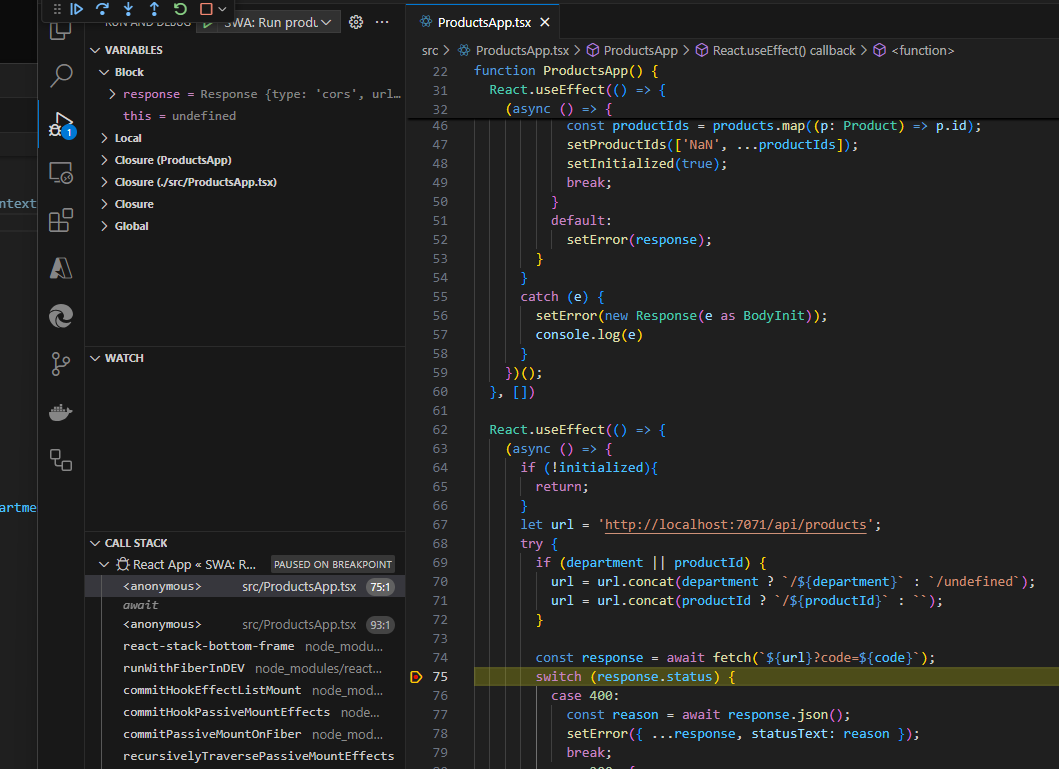 RUN AND DEBUG
SWA: Run produ
VARIABLES
Block
response = Response {type: 'cors', url…
this = undefined
Local
Closure (ProductsApp)
Closure (./src/ProductsApp.tsx)
Closure
Global
WATCH
CALL STACK
React App « SWA: R... PAUSED ON BREAKPOINT
<anonymous> src/ProductsApp.tsx 75:1
await
<anonymous> src/ProductsApp.tsx 93:1
react-stack-bottom-frame node_modu...
runWithFiberInDEV node_modules/react...
commitHookEffectListMount node_mod...
commitHookPassiveMountEffects node...
commitPassiveMountOnFiber node_mod...
recursivelyTraversePassiveMountEffects
1
ntext
artme
ProductsApp.tsx
src > ProductsApp.tsx > ProductsApp > React.useEffect() callback > <function>
22 function ProductsApp() {
31 React.useEffect(() => {
32 (async () => {
46 const productIds = products.map((p: Product) => p.id);
47 setProductIds(['NaN', ...productIds]);
48 setInitialized(true);
49 break;
50 }
51 default:
52 setError(response);
53 }
54 }
55 catch (e) {
56 setError(new Response(e as BodyInit));
57 console.log(e)
58 }
59 })();
60 }, [])
61
62 React.useEffect(() => {
63 (async () => {
64 if (!initialized){
65 return;
66 }
67 let url = 'http://localhost:7071/api/products';
68 try {
69 if (department || productId) {
70 url = url.concat(department ? `/${department}` : `/undefined`);
71 url = url.concat(productId ? `/${productId}` : ``);
72 }
73
74 const response = await fetch(`${url}?code=${code}`);
75 switch (response.status) {
76 case 400:
77 const reason = await response.json();
78 setError({ ...response, statusText: reason });
79 break;